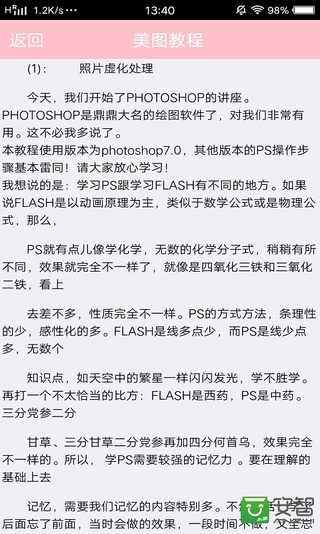 1.2K/s
98%
13:40
返回
美图教程
(1)： 照片虚化处理
今天，我们开始了PHOTOSHOP的讲座。
PHOTOSHOP是鼎鼎大名的绘图软件了，对我们非常有
用。这不必我多说了。
本教程使用版本为photoshop7.0，其他版本的PS操作步
骤基本雷同！请大家放心学习！
我想说的是：学习PS跟学习FLASH有不同的地方。如果
说FLASH是以动画原理为主，类似于数学公式或是物理公
式，那么，
PS就有点儿像学化学，无数的化学分子式，稍稍有所
不同，效果就完全不一样了，就像是四氧化三铁和三氧化
二铁，看上
去差不多，性质完全不一样。PS的方式方法，条理性
的少，感性化的多。FLASH是线多点少，而PS是线少点
多，无数个
知识点，如天空中的繁星一样闪闪发光，学不胜学。
再打一个不太恰当的比方：FLASH是西药，PS是中药。
三分党参二分
甘草、三分甘草二分党参再加四分何首乌，效果完全
不一样的。所以， 学PS需要较强的记忆力 。要在理解的
基础上去
记忆，需要我们记忆的内容特别多。不
后面忘了前面，当时会做的效果，一段时间不做，又全忘
安智